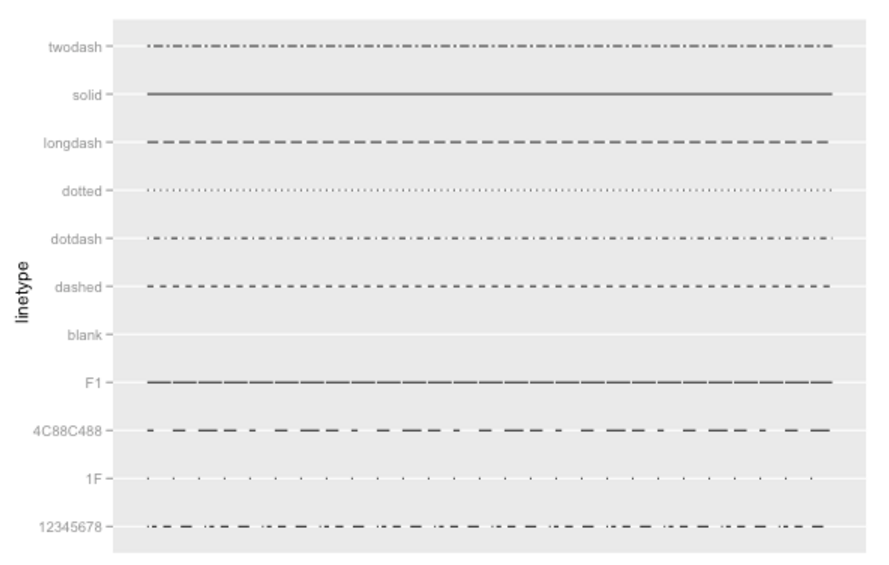 twodash
solid
longdash
dotted
dotdash
linetype
dashed
blank
F1
4C88C488
1F
12345678